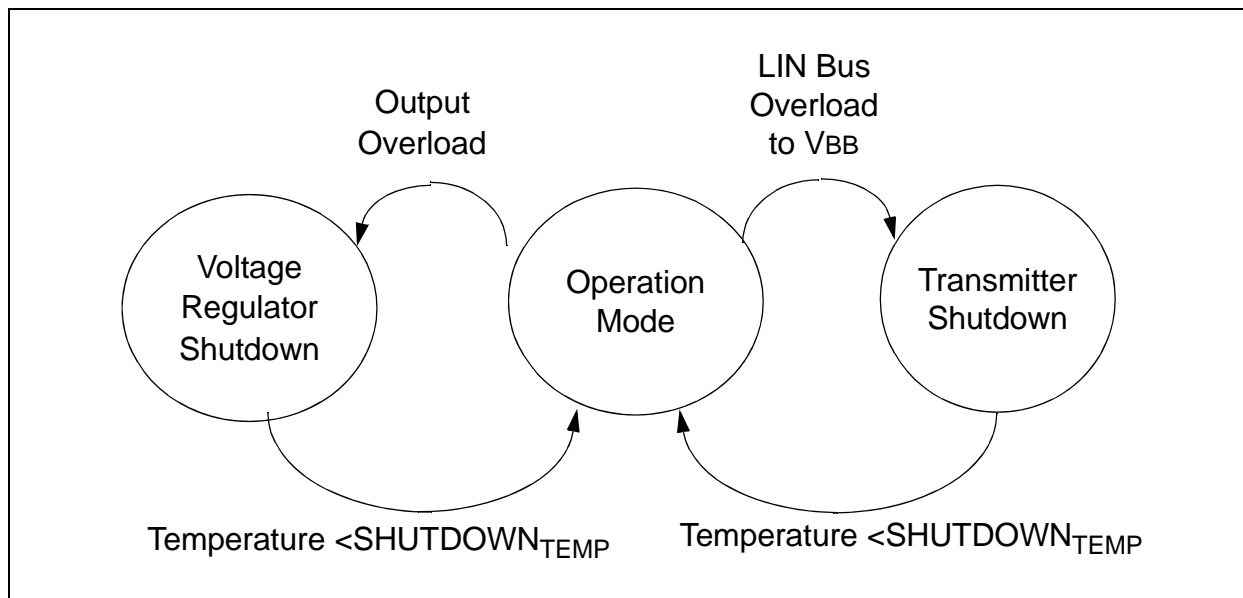 Output
Overload
LIN Bus
Overload
to VBB
Voltage
Regulator
Shutdown
Operation
Mode
Transmitter
Shutdown
Temperature <SHUTDOWNTEMP
Temperature <SHUTDOWNTEMP